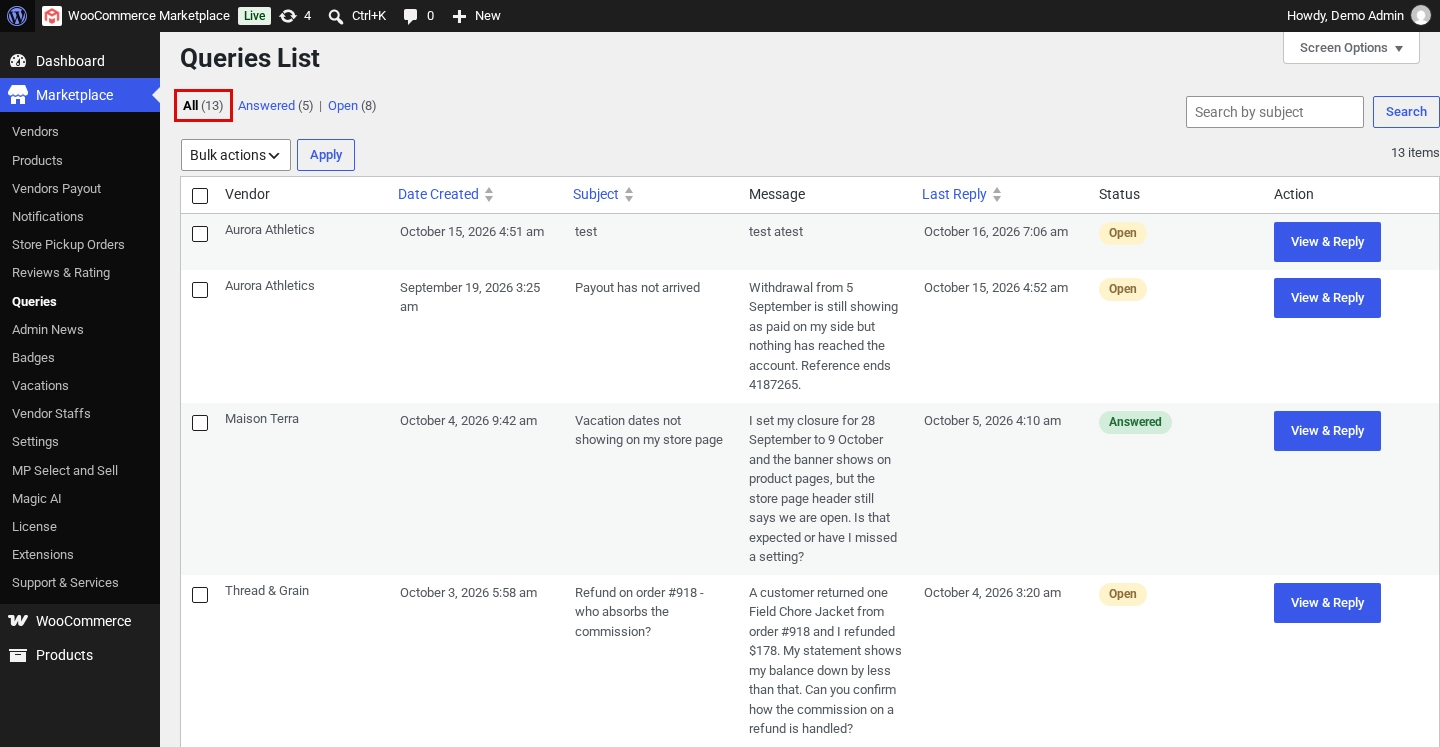 WooCommerce Marketplace Live 4 Ctrl+K 0 New Howdy, Demo Admin
Dashboard
Marketplace
Vendors
Products
Vendors Payout
Notifications
Store Pickup Orders
Reviews & Rating
Queries
Admin News
Badges
Vacations
Vendor Staffs
Settings
MP Select and Sell
Magic AI
License
Extensions
Support & Services
WooCommerce
Products
Screen Options
Queries List
All (13) Answered (5) | Open (8)
Search by subject Search
Bulk actions Apply
13 items
Vendor Date Created Subject Message Last Reply Status Action
Aurora Athletics October 15, 2026 4:51 am test test atest October 16, 2026 7:06 am Open View & Reply
Aurora Athletics September 19, 2026 3:25 Payout has not arrived Withdrawal from 5 October 15, 2026 4:52 am Open View & Reply
am September is still showing
as paid on my side but
nothing has reached the
account. Reference ends
4187265.
Maison Terra October 4, 2026 9:42 am Vacation dates not I set my closure for 28 October 5, 2026 4:10 am Answered View & Reply
showing on my store page September to 9 October
and the banner shows on
product pages, but the
store page header still
says we are open. Is that
expected or have I missed
a setting?
Thread & Grain October 3, 2026 5:58 am Refund on order #918 - A customer returned one October 4, 2026 3:20 am Open View & Reply
who absorbs the Field Chore Jacket from
commission? order #918 and I refunded
$178. My statement shows
my balance down by less
than that. Can you confirm
how the commission on a
refund is handled?